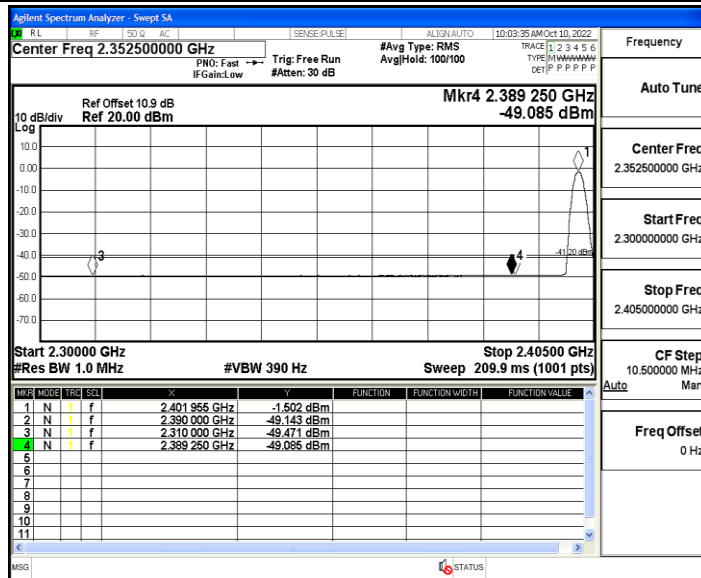 Agilent Spectrum Analyzer - Swept SA
RL RF 50 Ω AC SENSE:PULSE ALIGNAUTO 10:03:35 AM Oct 10, 2022
Center Freq 2.352500000 GHz
PNO: Fast
IFGain:Low
Trig: Free Run
#Atten: 30 dB
#Avg Type: RMS
Avg|Hold: 100/100
TRACE 1 2 3 4 5 6
TYPE M WWWWW
DET P P P P P P
Ref Offset 10.9 dB
10 dB/div Ref 20.00 dBm
Log
Mkr4 2.389 250 GHz
-49.085 dBm
10.0
0.00
-10.0
-20.0
-30.0
-40.0
-50.0
-60.0
-70.0
1
3
4
-41.20 dBm
Start 2.30000 GHz Stop 2.40500 GHz
#Res BW 1.0 MHz #VBW 390 Hz Sweep 209.9 ms (1001 pts)
MKR MODE TRC SCL X Y FUNCTION FUNCTION WIDTH FUNCTION VALUE
1 N 1 f 2.401 955 GHz -1.502 dBm
2 N 1 f 2.390 000 GHz -49.143 dBm
3 N 1 f 2.310 000 GHz -49.471 dBm
4 N 1 f 2.389 250 GHz -49.085 dBm
5
6
7
8
9
10
11
MSG STATUS
Frequency
Auto Tune
Center Freq
2.352500000 GHz
Start Freq
2.300000000 GHz
Stop Freq
2.405000000 GHz
CF Step
10.500000 MHz
Auto Man
Freq Offset
0 Hz